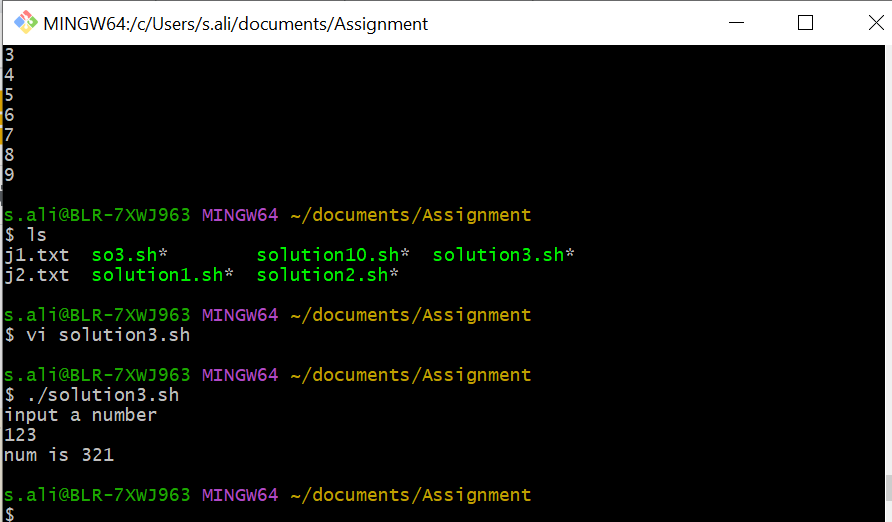 MINGW64:/c/Users/s.ali/documents/Assignment
3
4
5
6
7
8
9
s.ali@BLR-7XWJ963 MINGW64 ~/documents/Assignment
$ ls
j1.txt  so3.sh*        solution10.sh*  solution3.sh*
j2.txt  solution1.sh*  solution2.sh*
s.ali@BLR-7XWJ963 MINGW64 ~/documents/Assignment
$ vi solution3.sh
s.ali@BLR-7XWJ963 MINGW64 ~/documents/Assignment
$ ./solution3.sh
input a number
123
num is 321
s.ali@BLR-7XWJ963 MINGW64 ~/documents/Assignment
$